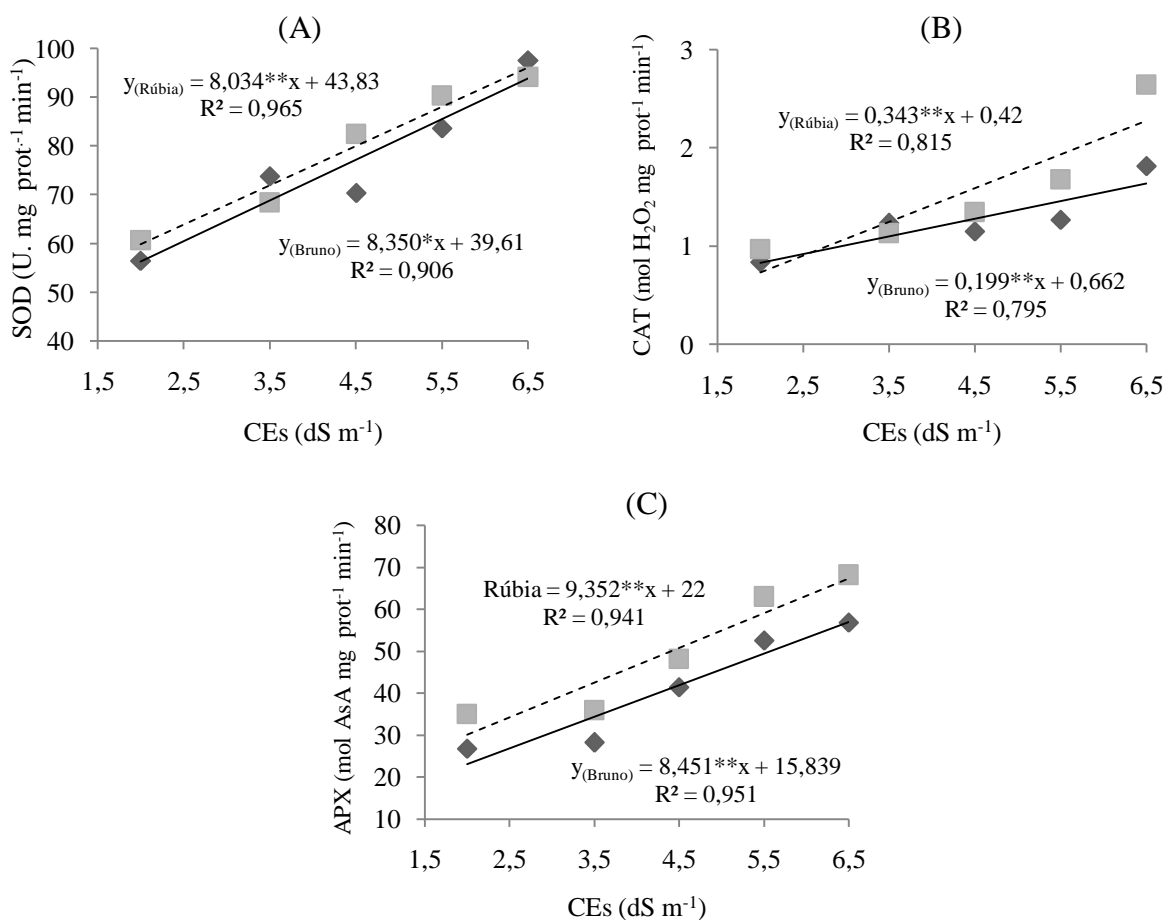 (A)
SOD (U. mg prot⁻¹ min⁻¹)
100
90
80
70
60
50
40
y(Rúbia) = 8,034**x + 43,83
R² = 0,965
y(Bruno) = 8,350*x + 39,61
R² = 0,906
1,5 2,5 3,5 4,5 5,5 6,5
CEs (dS m⁻¹)
(B)
CAT (mol H₂O₂ mg prot⁻¹ min⁻¹)
3
2
1
0
y(Rúbia) = 0,343**x + 0,42
R² = 0,815
y(Bruno) = 0,199**x + 0,662
R² = 0,795
1,5 2,5 3,5 4,5 5,5 6,5
CEs (dS m⁻¹)
(C)
APX (mol AsA mg prot⁻¹ min⁻¹)
80
70
60
50
40
30
20
10
Rúbia = 9,352**x + 22
R² = 0,941
y(Bruno) = 8,451**x + 15,839
R² = 0,951
1,5 2,5 3,5 4,5 5,5 6,5
CEs (dS m⁻¹)